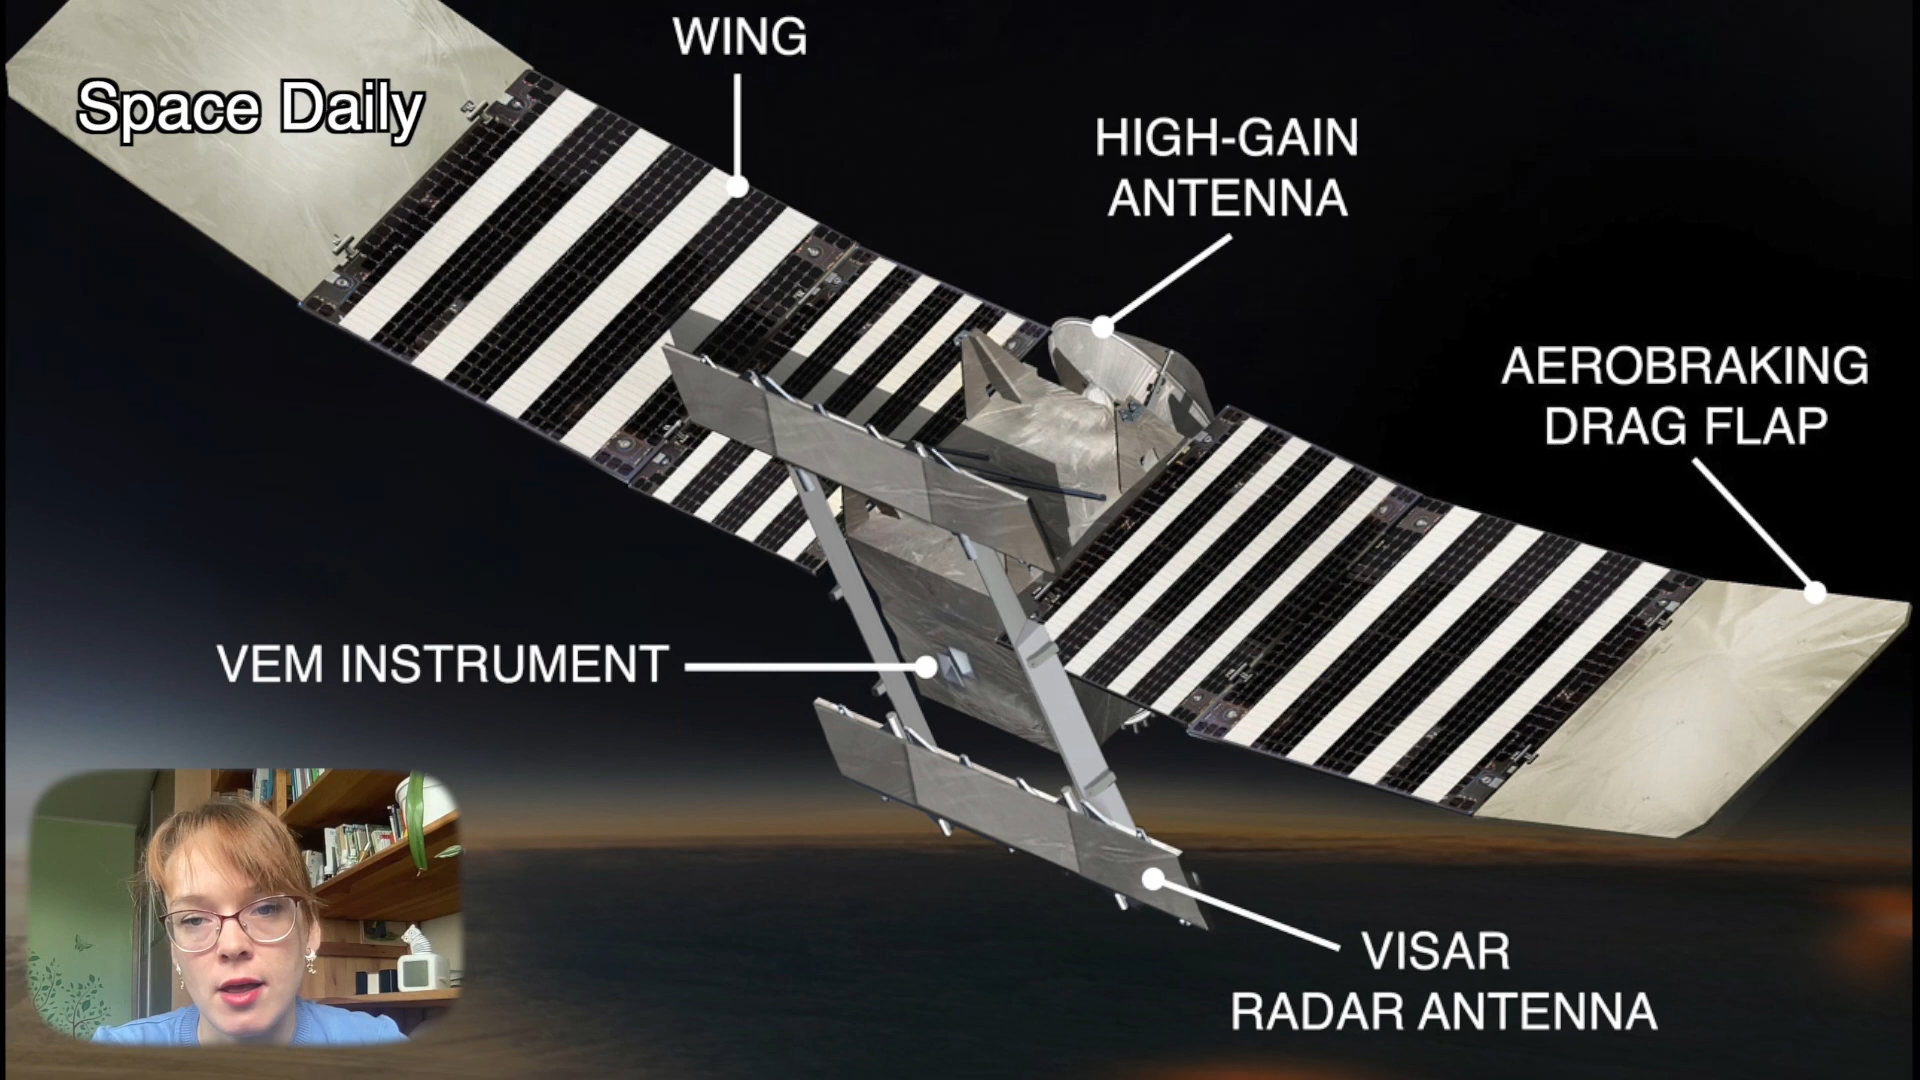 Space Daily
WING
HIGH-GAIN
ANTENNA
AEROBRAKING
DRAG FLAP
VEM INSTRUMENT
VISAR
RADAR ANTENNA